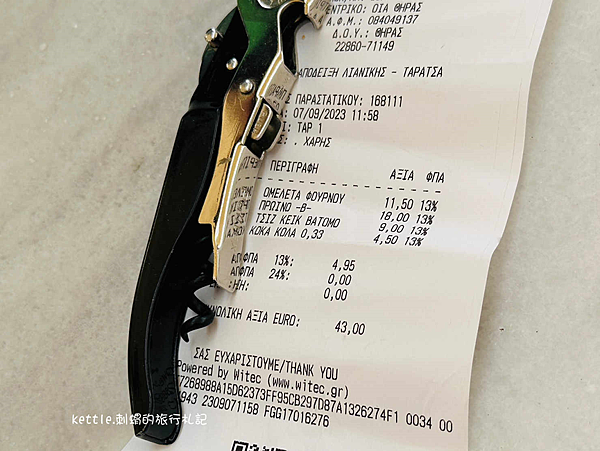 ΕΝΤΡΙΚΟ: ΟΙΑ ΘΗΡΑΣ
Α.Φ.Μ.: 084049137
Δ.Ο.Υ.: ΘΗΡΑΣ
22860-71149
ΑΠΟΔΕΙΞΗ ΛΙΑΝΙΚΗΣ - ΤΑΡΑΤΣΑ
ΠΑΡΑΣΤΑΤΙΚΟΥ: 168111
07/09/2023 11:58
ΤΑΡ 1
: . ΧΑΡΗΣ
ΠΕΡΙΓΡΑΦΗ ΑΞΙΑ ΦΠΑ
ΟΜΕΛΕΤΑ ΦΟΥΡΝΟΥ 11,50 13%
ΠΡΩΙΝΟ -Β- 18,00 13%
ΤΣΙΖ ΚΕΙΚ ΒΑΤΟΜΟ 9,00 13%
ΚΟΚΑ ΚΟΛΑ 0,33 4,50 13%
ΦΠΑ 13%: 4,95
ΦΠΑ 24%: 0,00
0,00
ΝΟΛΙΚΗ ΑΞΙΑ EURO: 43,00
ΣΑΣ ΕΥΧΑΡΙΣΤΟΥΜΕ/THANK YOU
Powered by Witec (www.witec.gr)
7268988A15D62373FF95CB297D87A1326274F1 0034 00
943 2309071158 FGG17016276
kettle.刺蝟的旅行札記